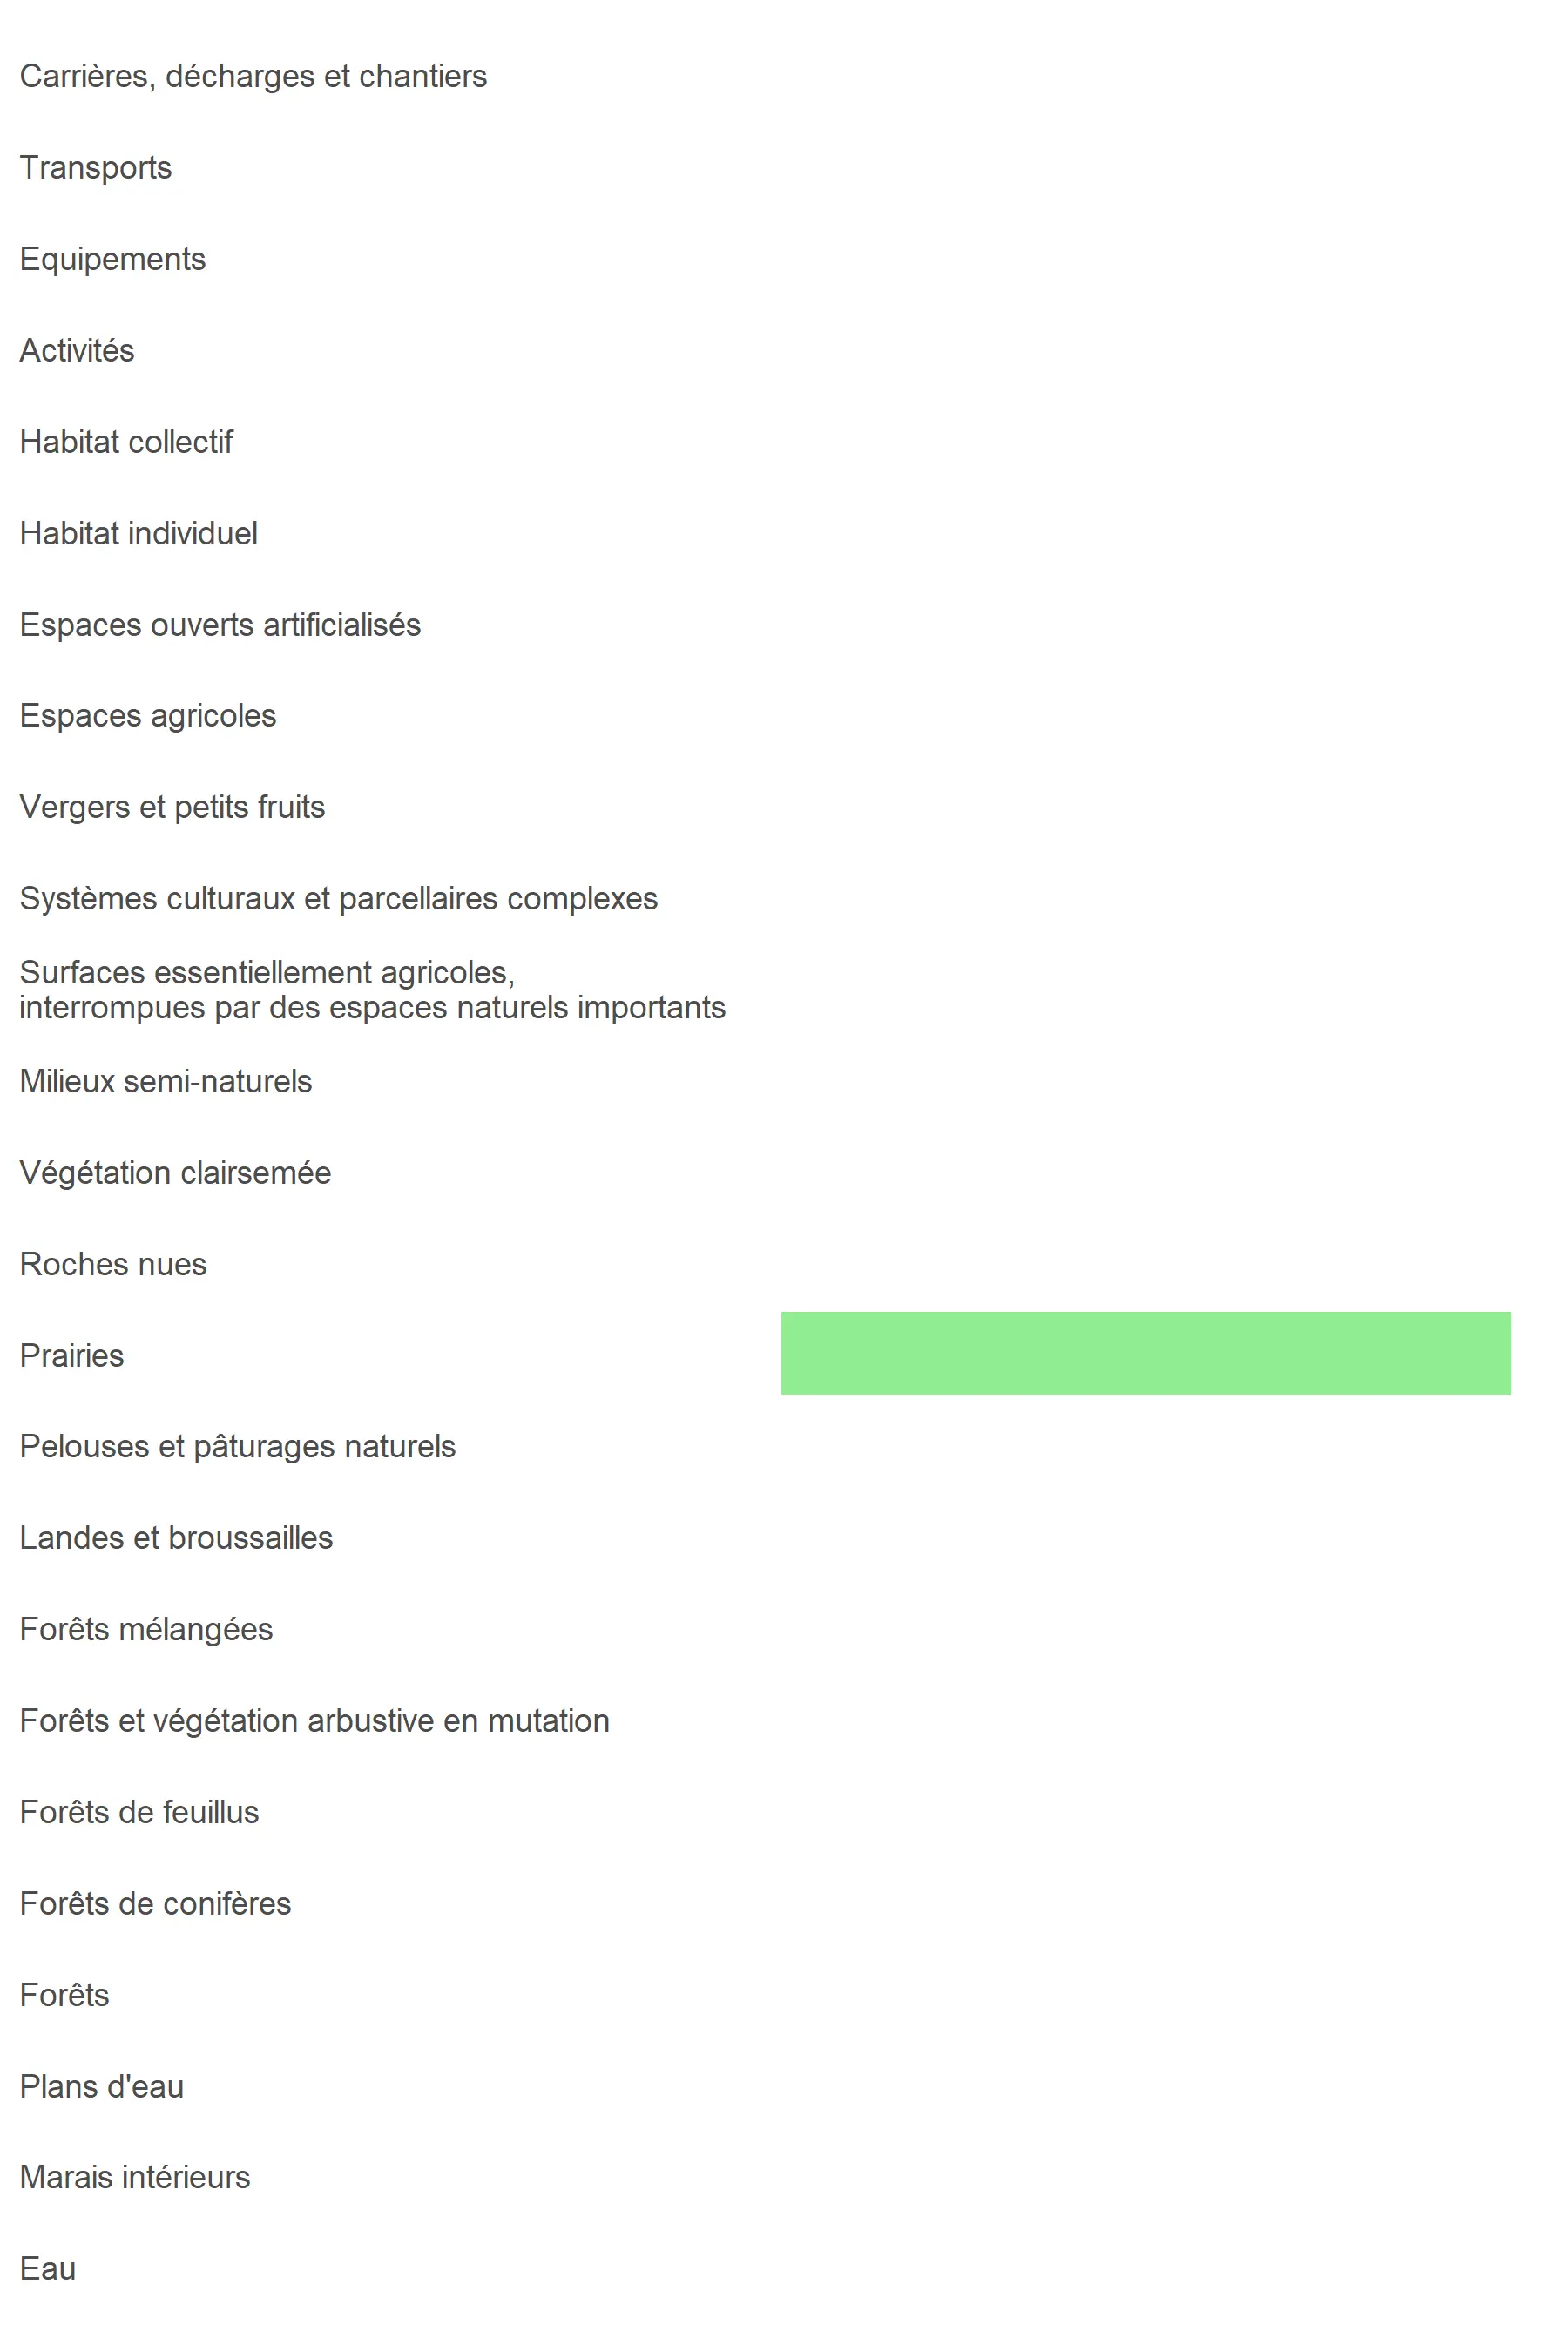 Carrières, décharges et chantiers
Transports
Equipements
Activités
Habitat collectif
Habitat individuel
Espaces ouverts artificialisés
Espaces agricoles
Vergers et petits fruits
Systèmes culturaux et parcellaires complexes
Surfaces essentiellement agricoles,
interrompues par des espaces naturels importants
Milieux semi-naturels
Végétation clairsemée
Roches nues
Prairies
Pelouses et pâturages naturels
Landes et broussailles
Forêts mélangées
Forêts et végétation arbustive en mutation
Forêts de feuillus
Forêts de conifères
Forêts
Plans d'eau
Marais intérieurs
Eau